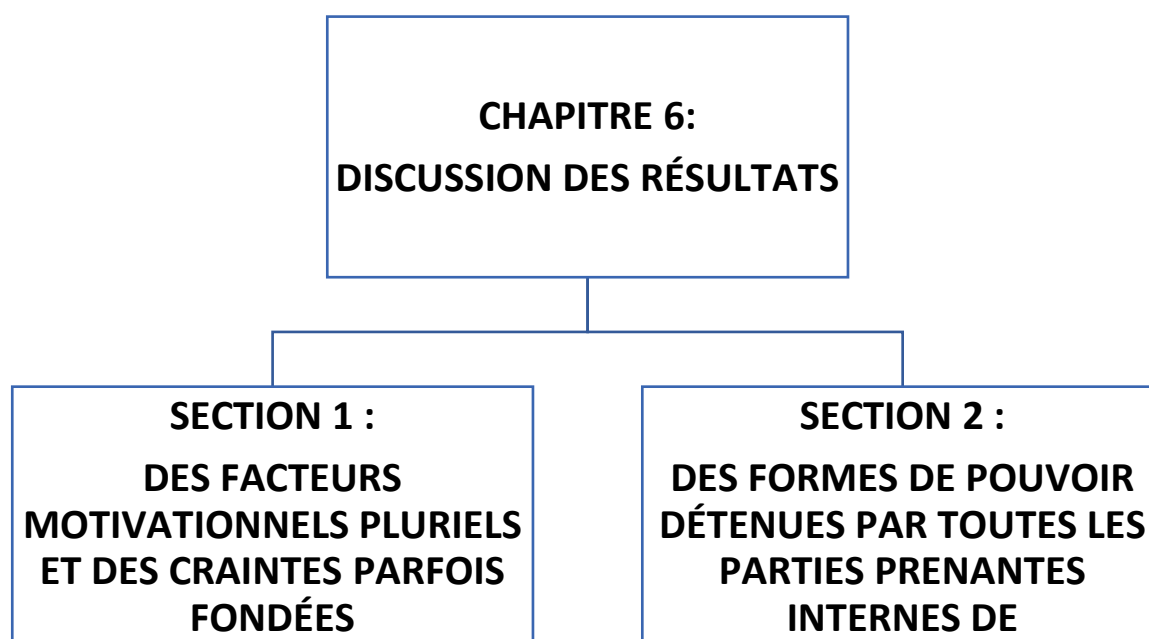 CHAPITRE 6:
DISCUSSION DES RÉSULTATS
SECTION 1 :
DES FACTEURS
MOTIVATIONNELS PLURIELS
ET DES CRAINTES PARFOIS
FONDÉES
SECTION 2 :
DES FORMES DE POUVOIR
DÉTENUES PAR TOUTES LES
PARTIES PRENANTES
INTERNES DE